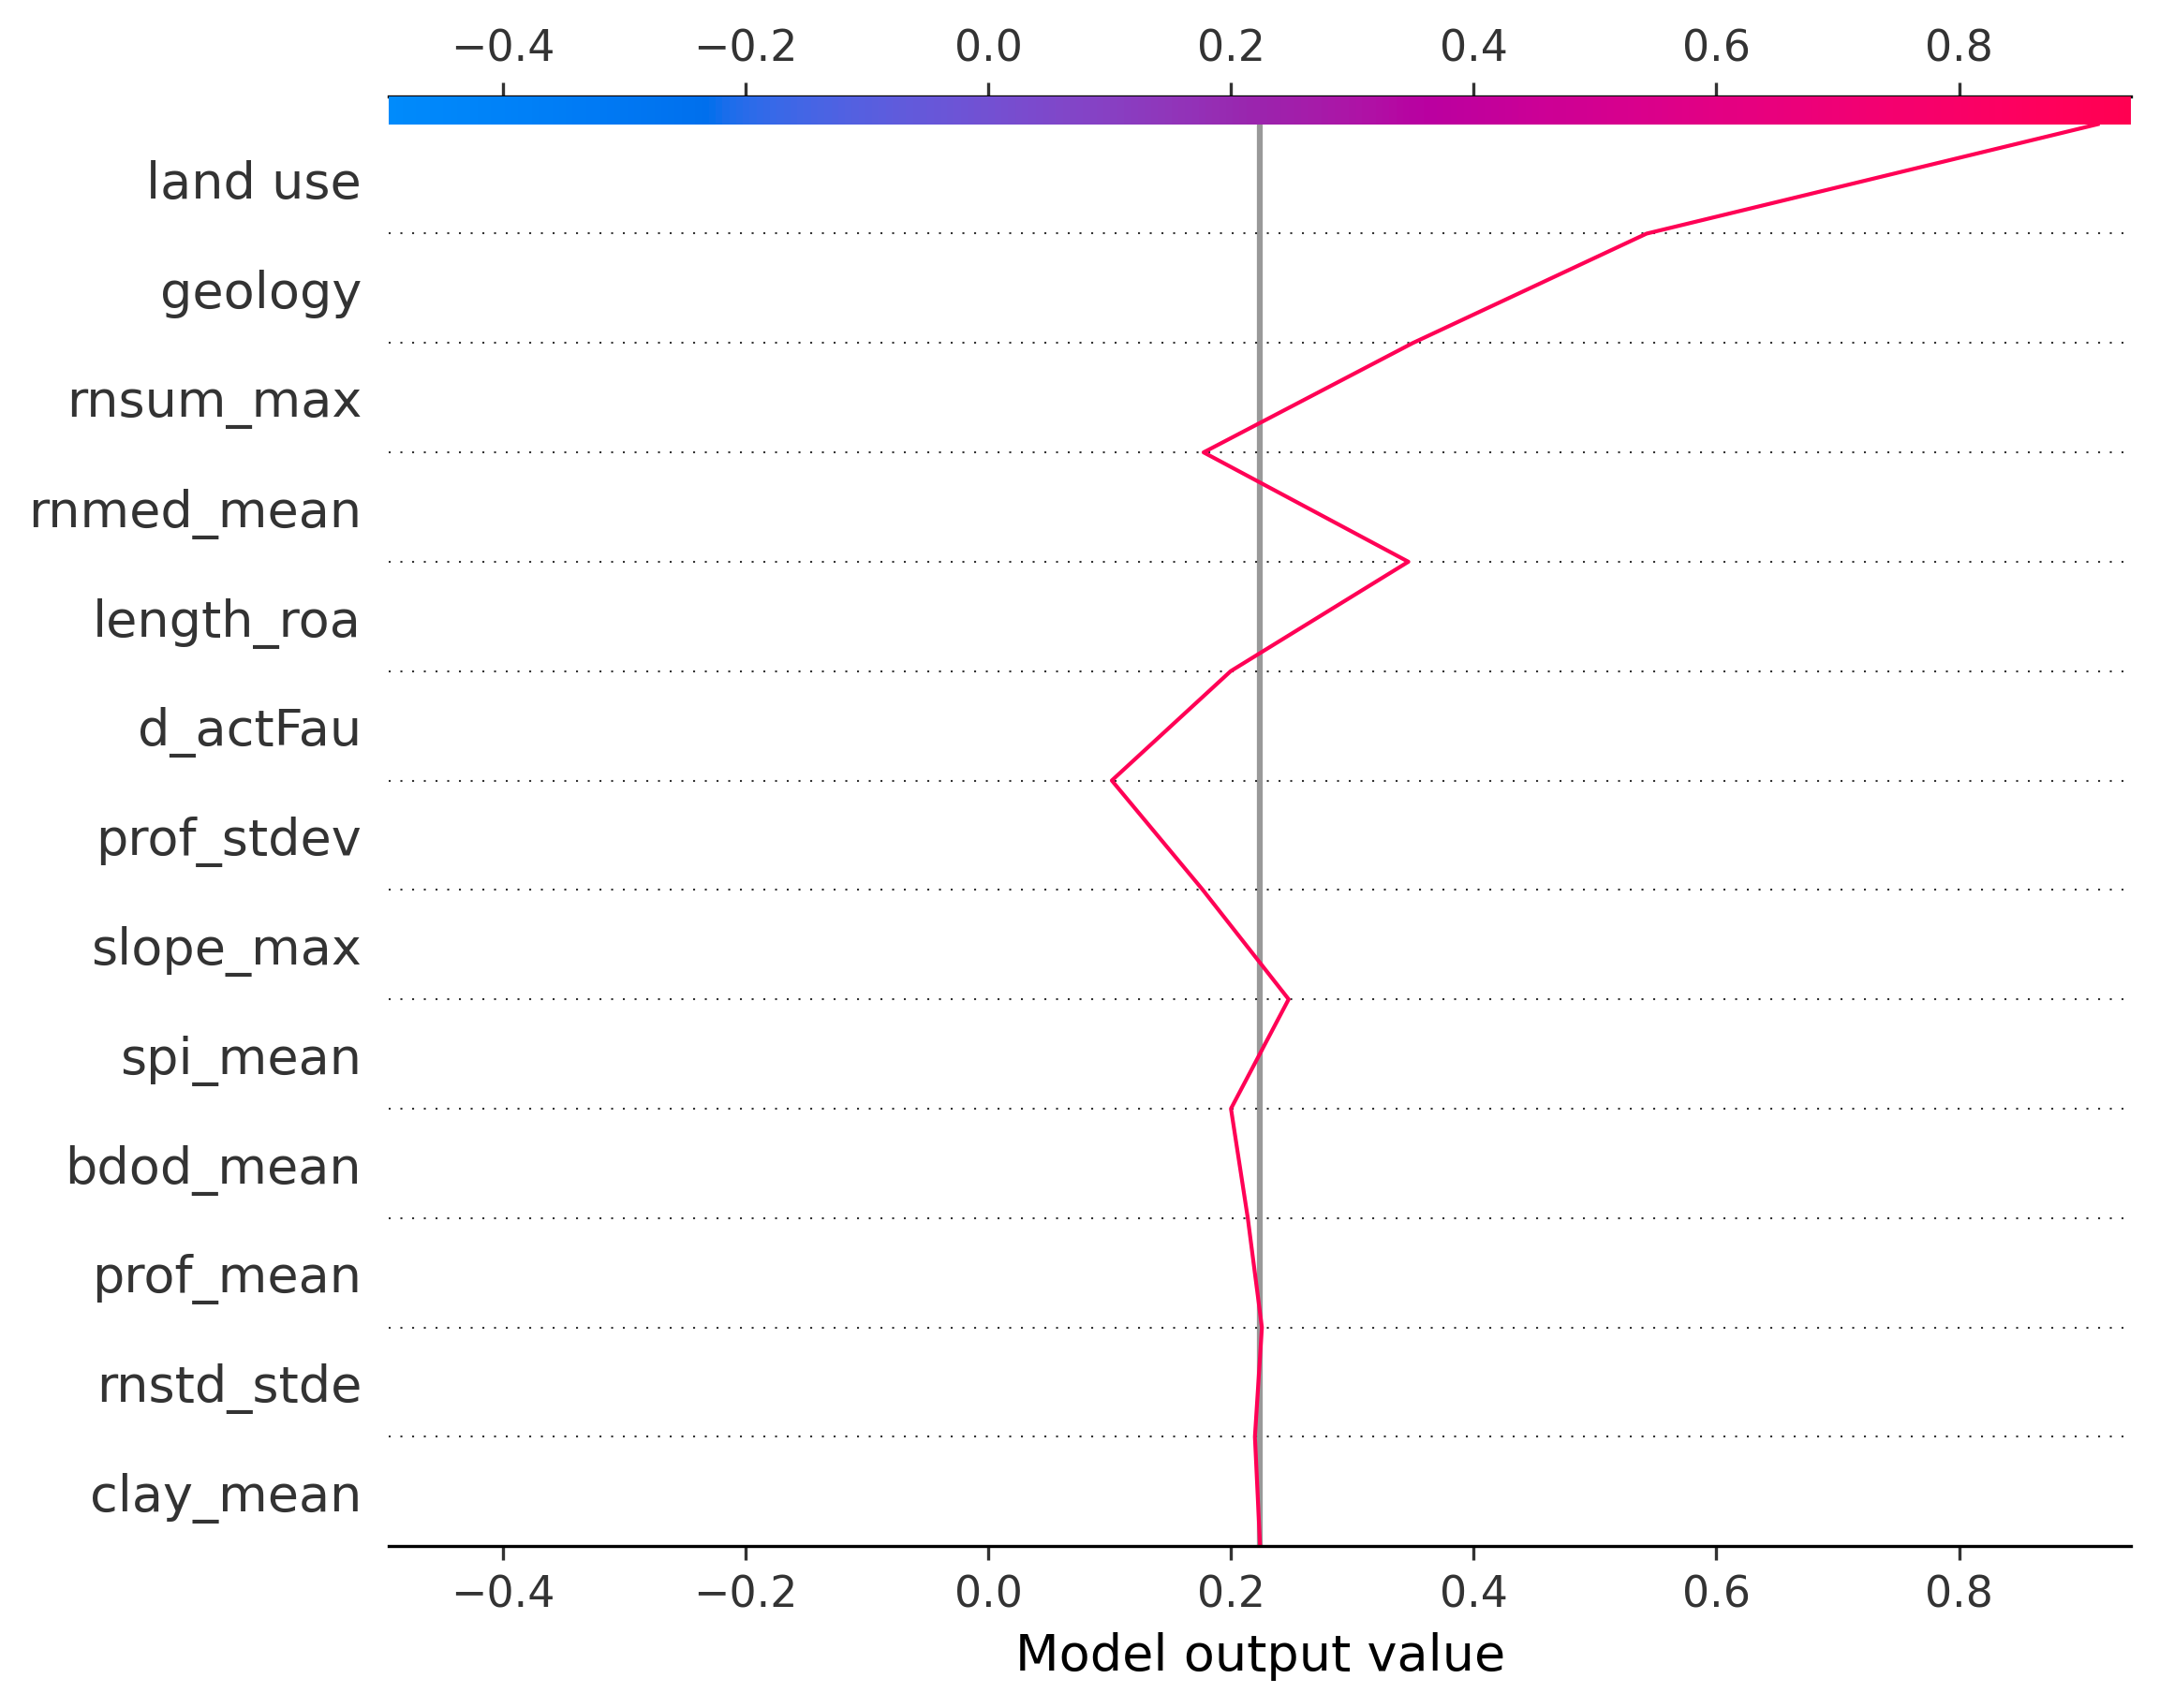 −0.4 −0.2 0.0 0.2 0.4 0.6 0.8
land use
geology
rnsum_max
rnmed_mean
length_roa
d_actFau
prof_stdev
slope_max
spi_mean
bdod_mean
prof_mean
rnstd_stde
clay_mean
−0.4 −0.2 0.0 0.2 0.4 0.6 0.8
Model output value